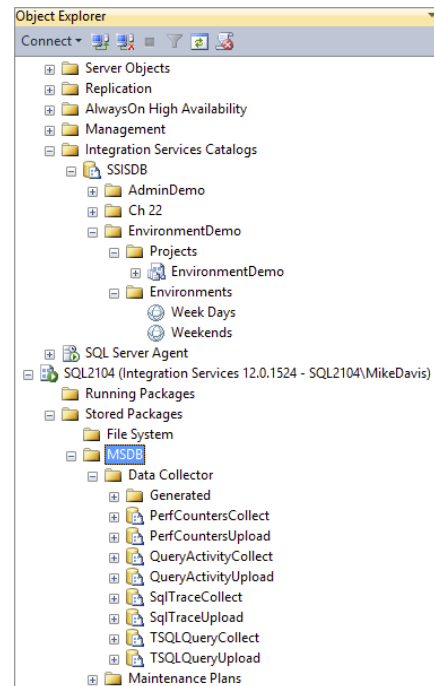 Object Explorer
Connect
Server Objects
Replication
AlwaysOn High Availability
Management
Integration Services Catalogs
SSISDB
AdminDemo
Ch 22
EnvironmentDemo
Projects
EnvironmentDemo
Environments
Week Days
Weekends
SQL Server Agent
SQL2104 (Integration Services 12.0.1524 - SQL2104\MikeDavis)
Running Packages
Stored Packages
File System
MSDB
Data Collector
Generated
PerfCountersCollect
PerfCountersUpload
QueryActivityCollect
QueryActivityUpload
SqlTraceCollect
SqlTraceUpload
TSQLQueryCollect
TSQLQueryUpload
Maintenance Plans